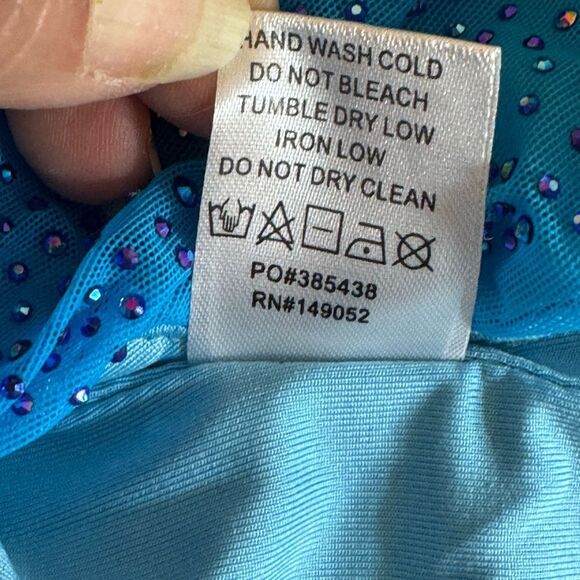 HAND WASH COLD
DO NOT BLEACH
TUMBLE DRY LOW
IRON LOW
DO NOT DRY CLEAN
PO#385438
RN#149052